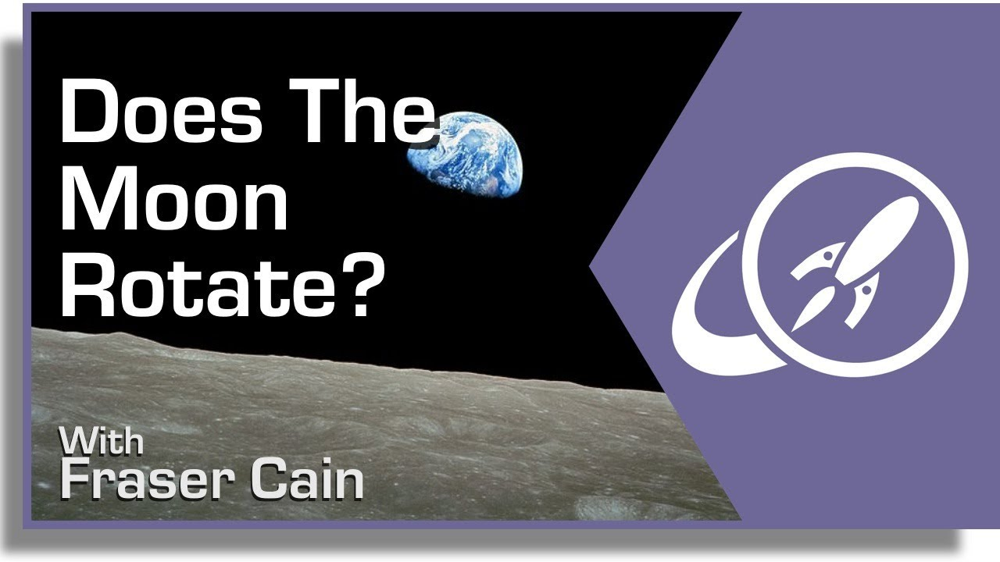 Does The
Moon
Rotate?
With
Fraser Cain